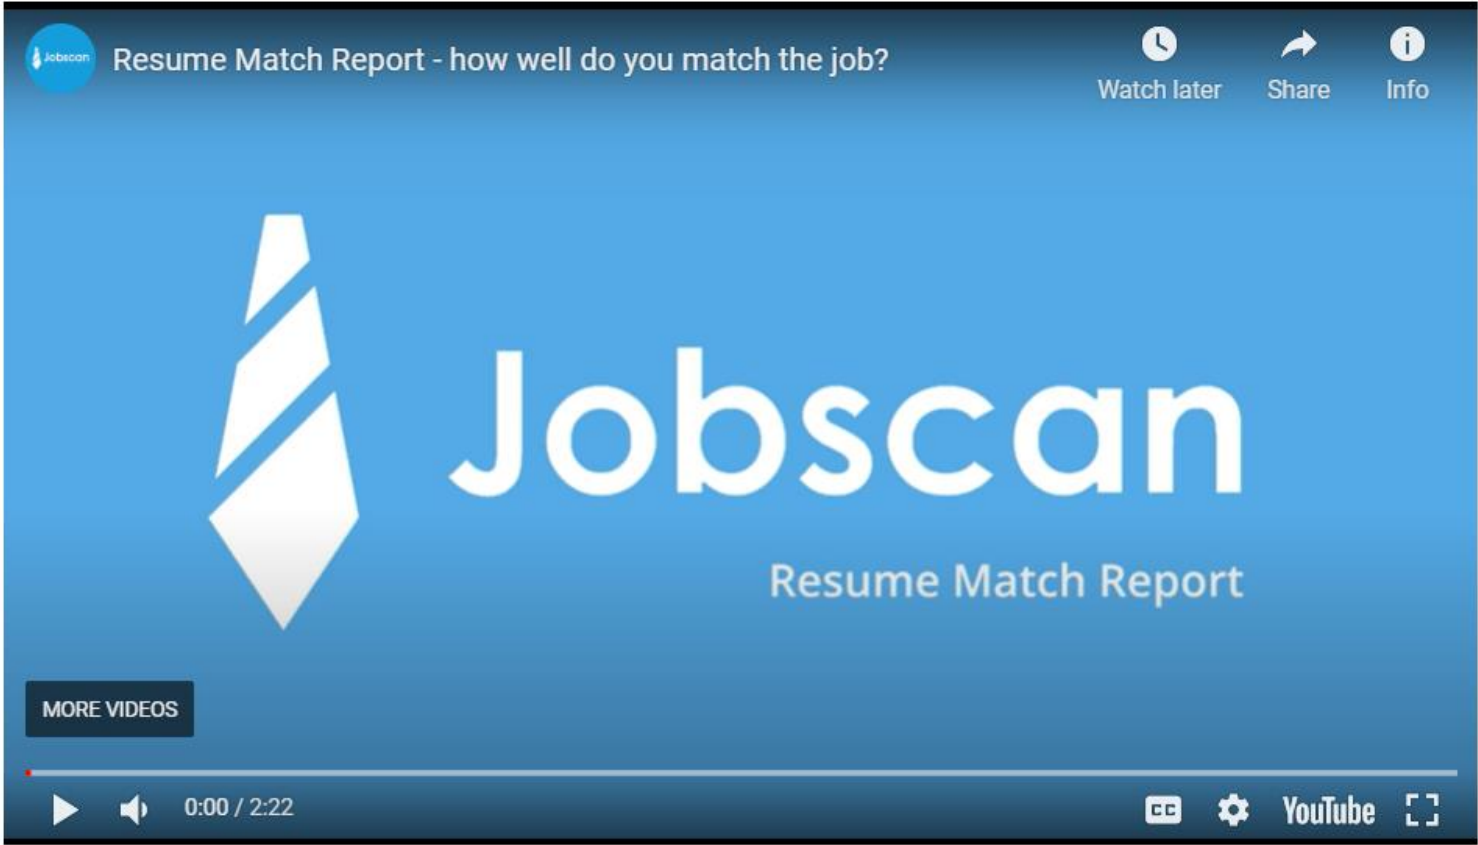 Jobscan
Resume Match Report - how well do you match the job?
Watch later
Share
Info
Jobscan
Resume Match Report
MORE VIDEOS
0:00 / 2:22
CC
YouTube